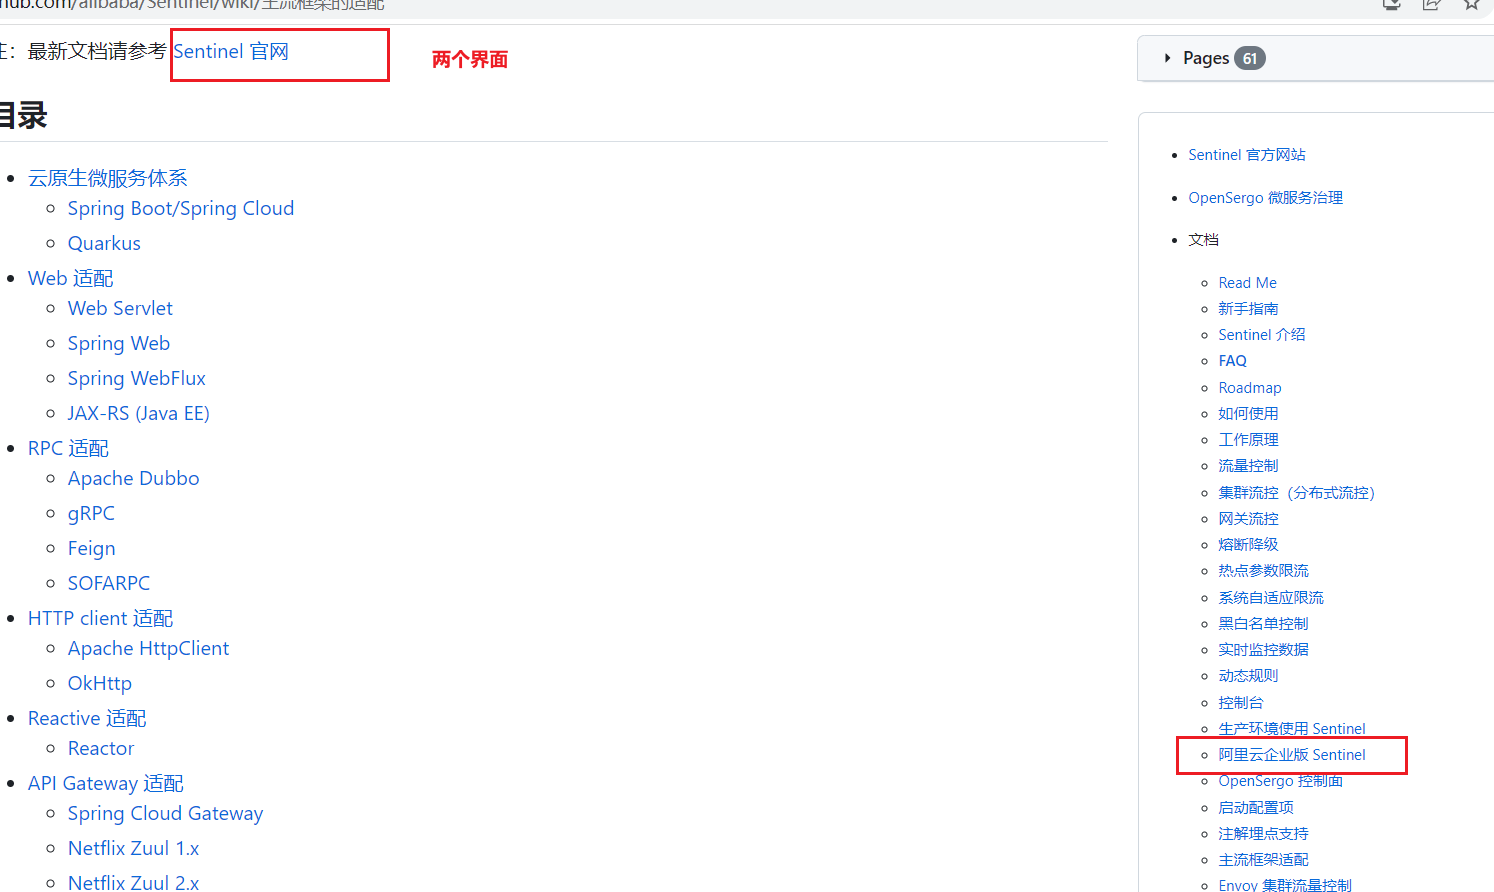 hub.com/alibaba/Sentinel/wiki/主流框架的适配
注：最新文档请参考 Sentinel 官网
两个界面
目录
云原生微服务体系
Spring Boot/Spring Cloud
Quarkus
Web 适配
Web Servlet
Spring Web
Spring WebFlux
JAX-RS (Java EE)
RPC 适配
Apache Dubbo
gRPC
Feign
SOFARPC
HTTP client 适配
Apache HttpClient
OkHttp
Reactive 适配
Reactor
API Gateway 适配
Spring Cloud Gateway
Netflix Zuul 1.x
Netflix Zuul 2.x
Pages 61
Sentinel 官方网站
OpenSergo 微服务治理
文档
Read Me
新手指南
Sentinel 介绍
FAQ
Roadmap
如何使用
工作原理
流量控制
集群流控（分布式流控）
网关流控
熔断降级
热点参数限流
系统自适应限流
黑白名单控制
实时监控数据
动态规则
控制台
生产环境使用 Sentinel
阿里云企业版 Sentinel
OpenSergo 控制面
启动配置项
注解埋点支持
主流框架适配
Envoy 集群流量控制